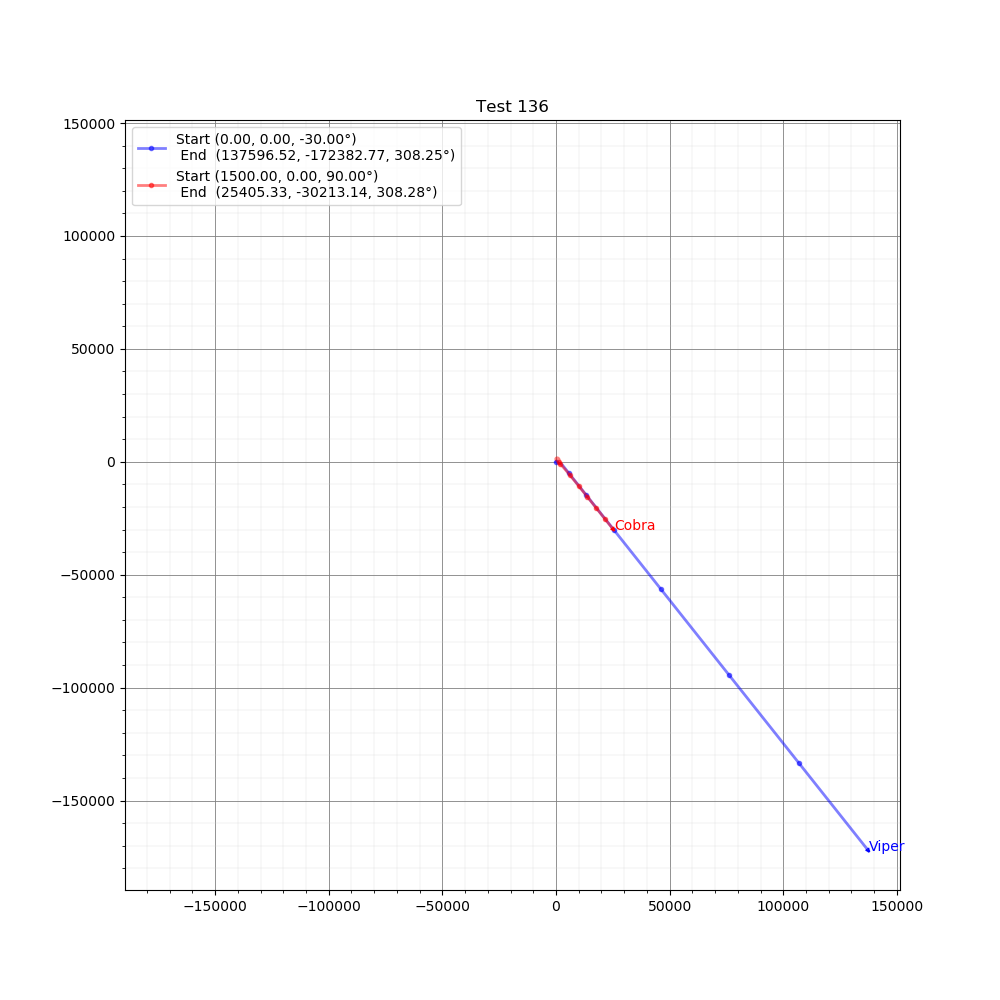 Test 136
Start (0.00, 0.00, -30.00°)
End (137596.52, -172382.77, 308.25°)
Start (1500.00, 0.00, 90.00°)
End (25405.33, -30213.14, 308.28°)
150000
100000
50000
0
−50000
−100000
−150000
Cobra
Viper
−150000 −100000 −50000 0 50000 100000 150000